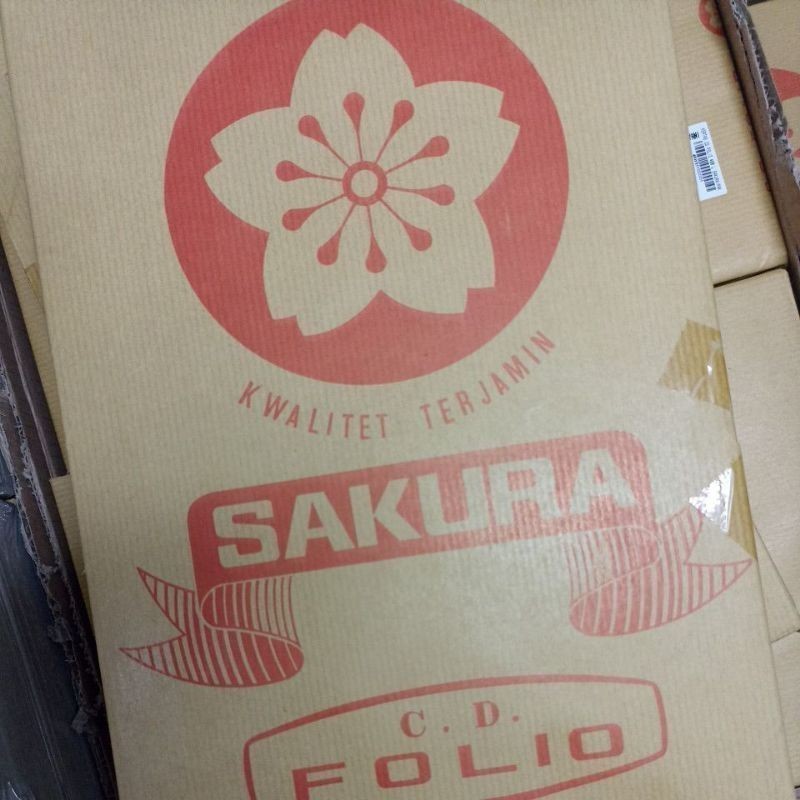 KWALITET TERJAMIN
SAKURA
C. D.
FOLIO